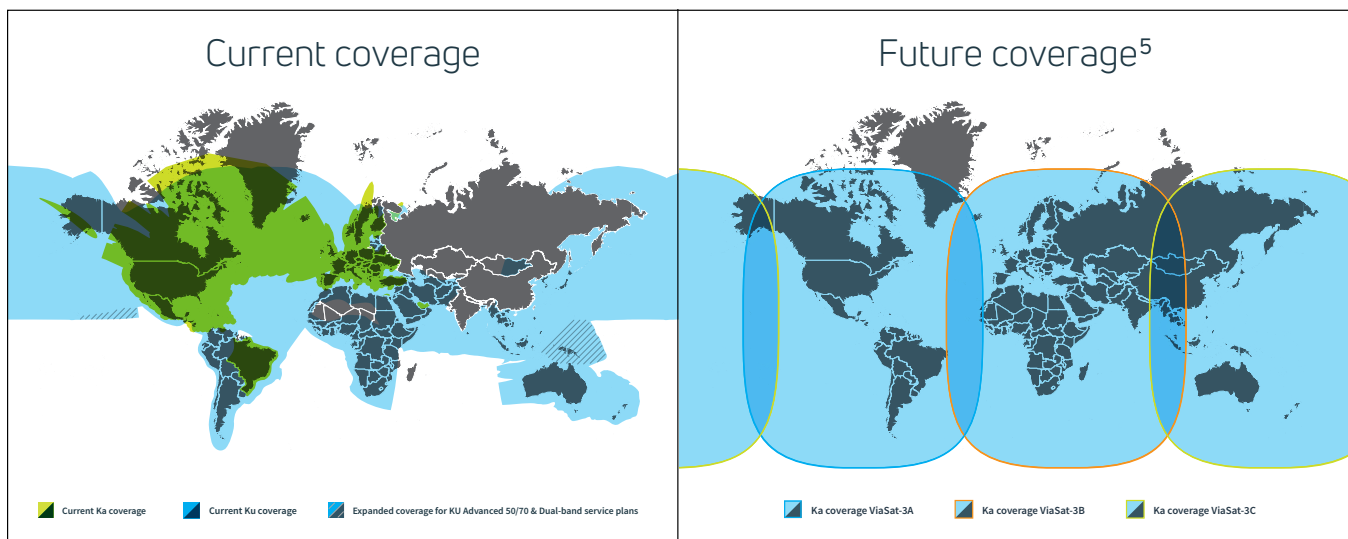 Current coverage
Current Ka coverage
Current Ku coverage
Expanded coverage for KU Advanced 50/70 & Dual-band service plans
Future coverage⁵
Ka coverage ViaSat-3A
Ka coverage ViaSat-3B
Ka coverage ViaSat-3C